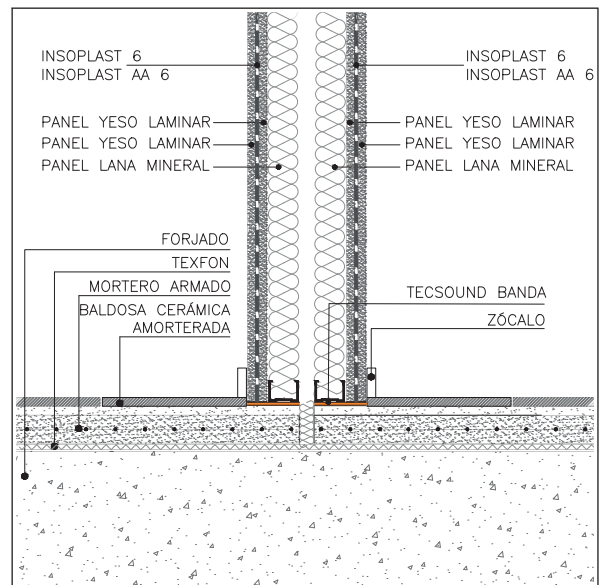 INSOPLAST 6
INSOPLAST AA 6
PANEL YESO LAMINAR
PANEL YESO LAMINAR
PANEL LANA MINERAL
FORJADO
TEXFON
MORTERO ARMADO
BALDOSA CERÁMICA
AMORTERADA
INSOPLAST 6
INSOPLAST AA 6
PANEL YESO LAMINAR
PANEL YESO LAMINAR
PANEL LANA MINERAL
TECSOUND BANDA
ZÓCALO